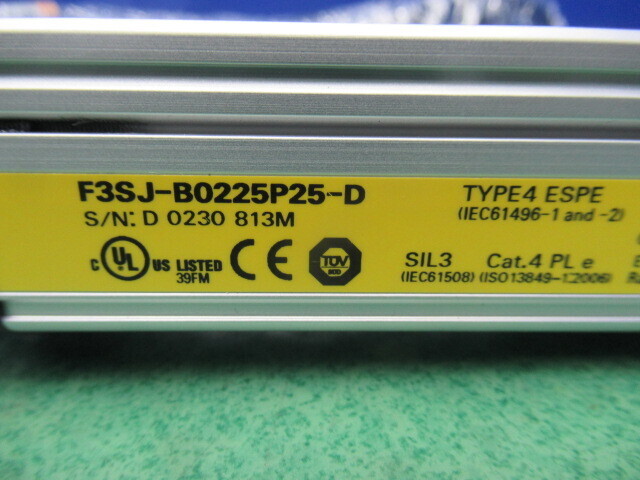 F3SJ-B0225P25-D
S/N: D 0230 813M
TYPE4 ESPE
(IEC61496-1 and -2)
C UL US LISTED
39FM
CE
TÜV
SIL3
(IEC61508)
Cat.4 PL e
(ISO13849-1:2006)